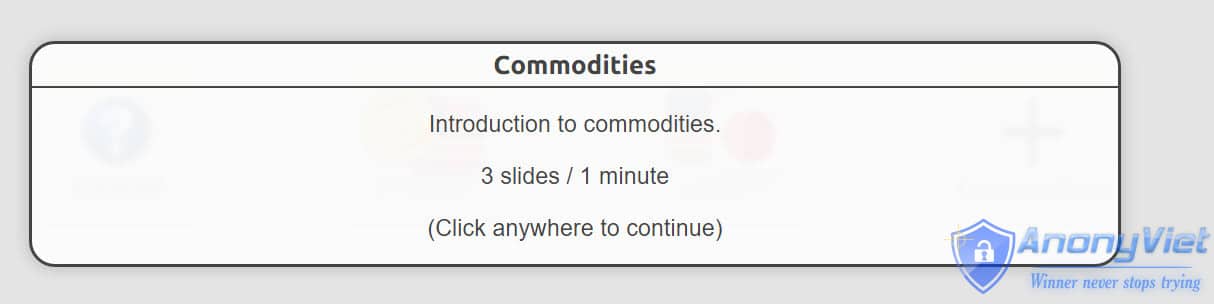 Commodities
Introduction to commodities.
3 slides / 1 minute
(Click anywhere to continue)
AnonyViet
Winner never stops trying